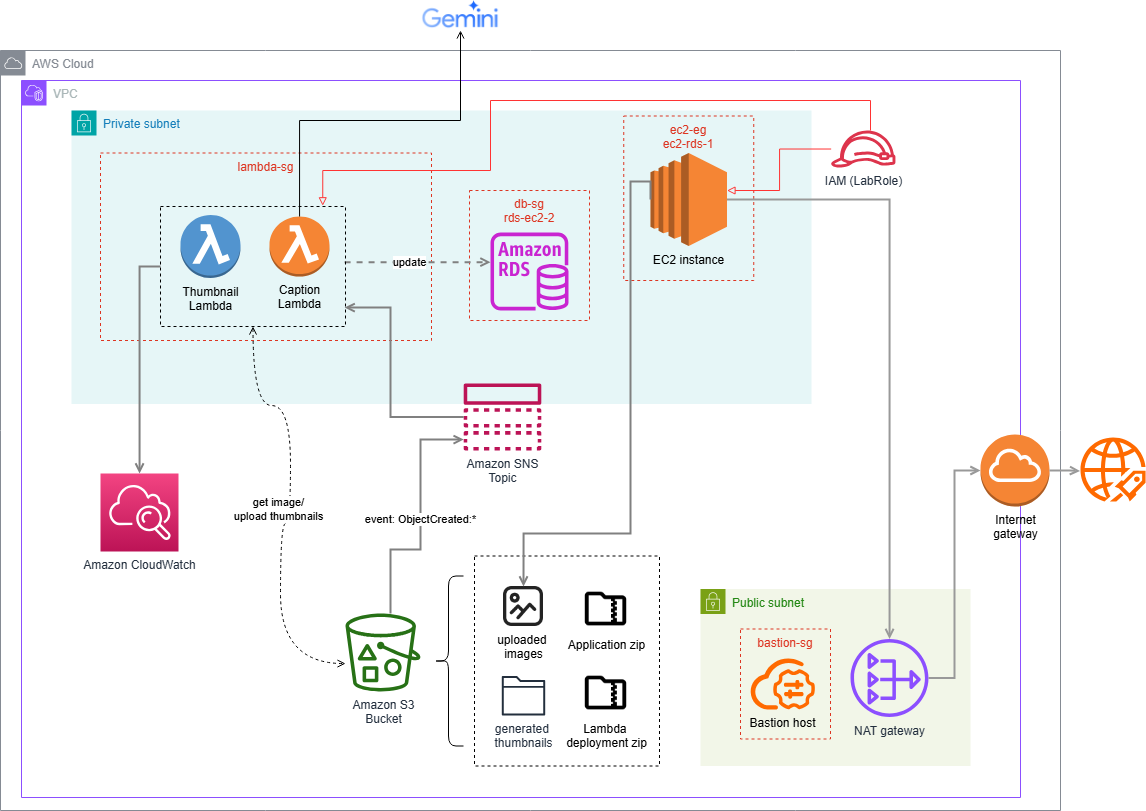 Gemini
AWS Cloud
VPC
Private subnet
lambda-sg
ec2-eg
ec2-rds-1
IAM (LabRole)
db-sg
rds-ec2-2
Amazon
RDS
EC2 instance
update
Thumbnail
Lambda
Caption
Lambda
Amazon SNS
Topic
get image/
upload thumbnails
event: ObjectCreated:*
Internet
gateway
Amazon CloudWatch
Public subnet
uploaded
images
Application zip
bastion-sg
Amazon S3
Bucket
generated
thumbnails
Lambda
deployment zip
Bastion host
NAT gateway